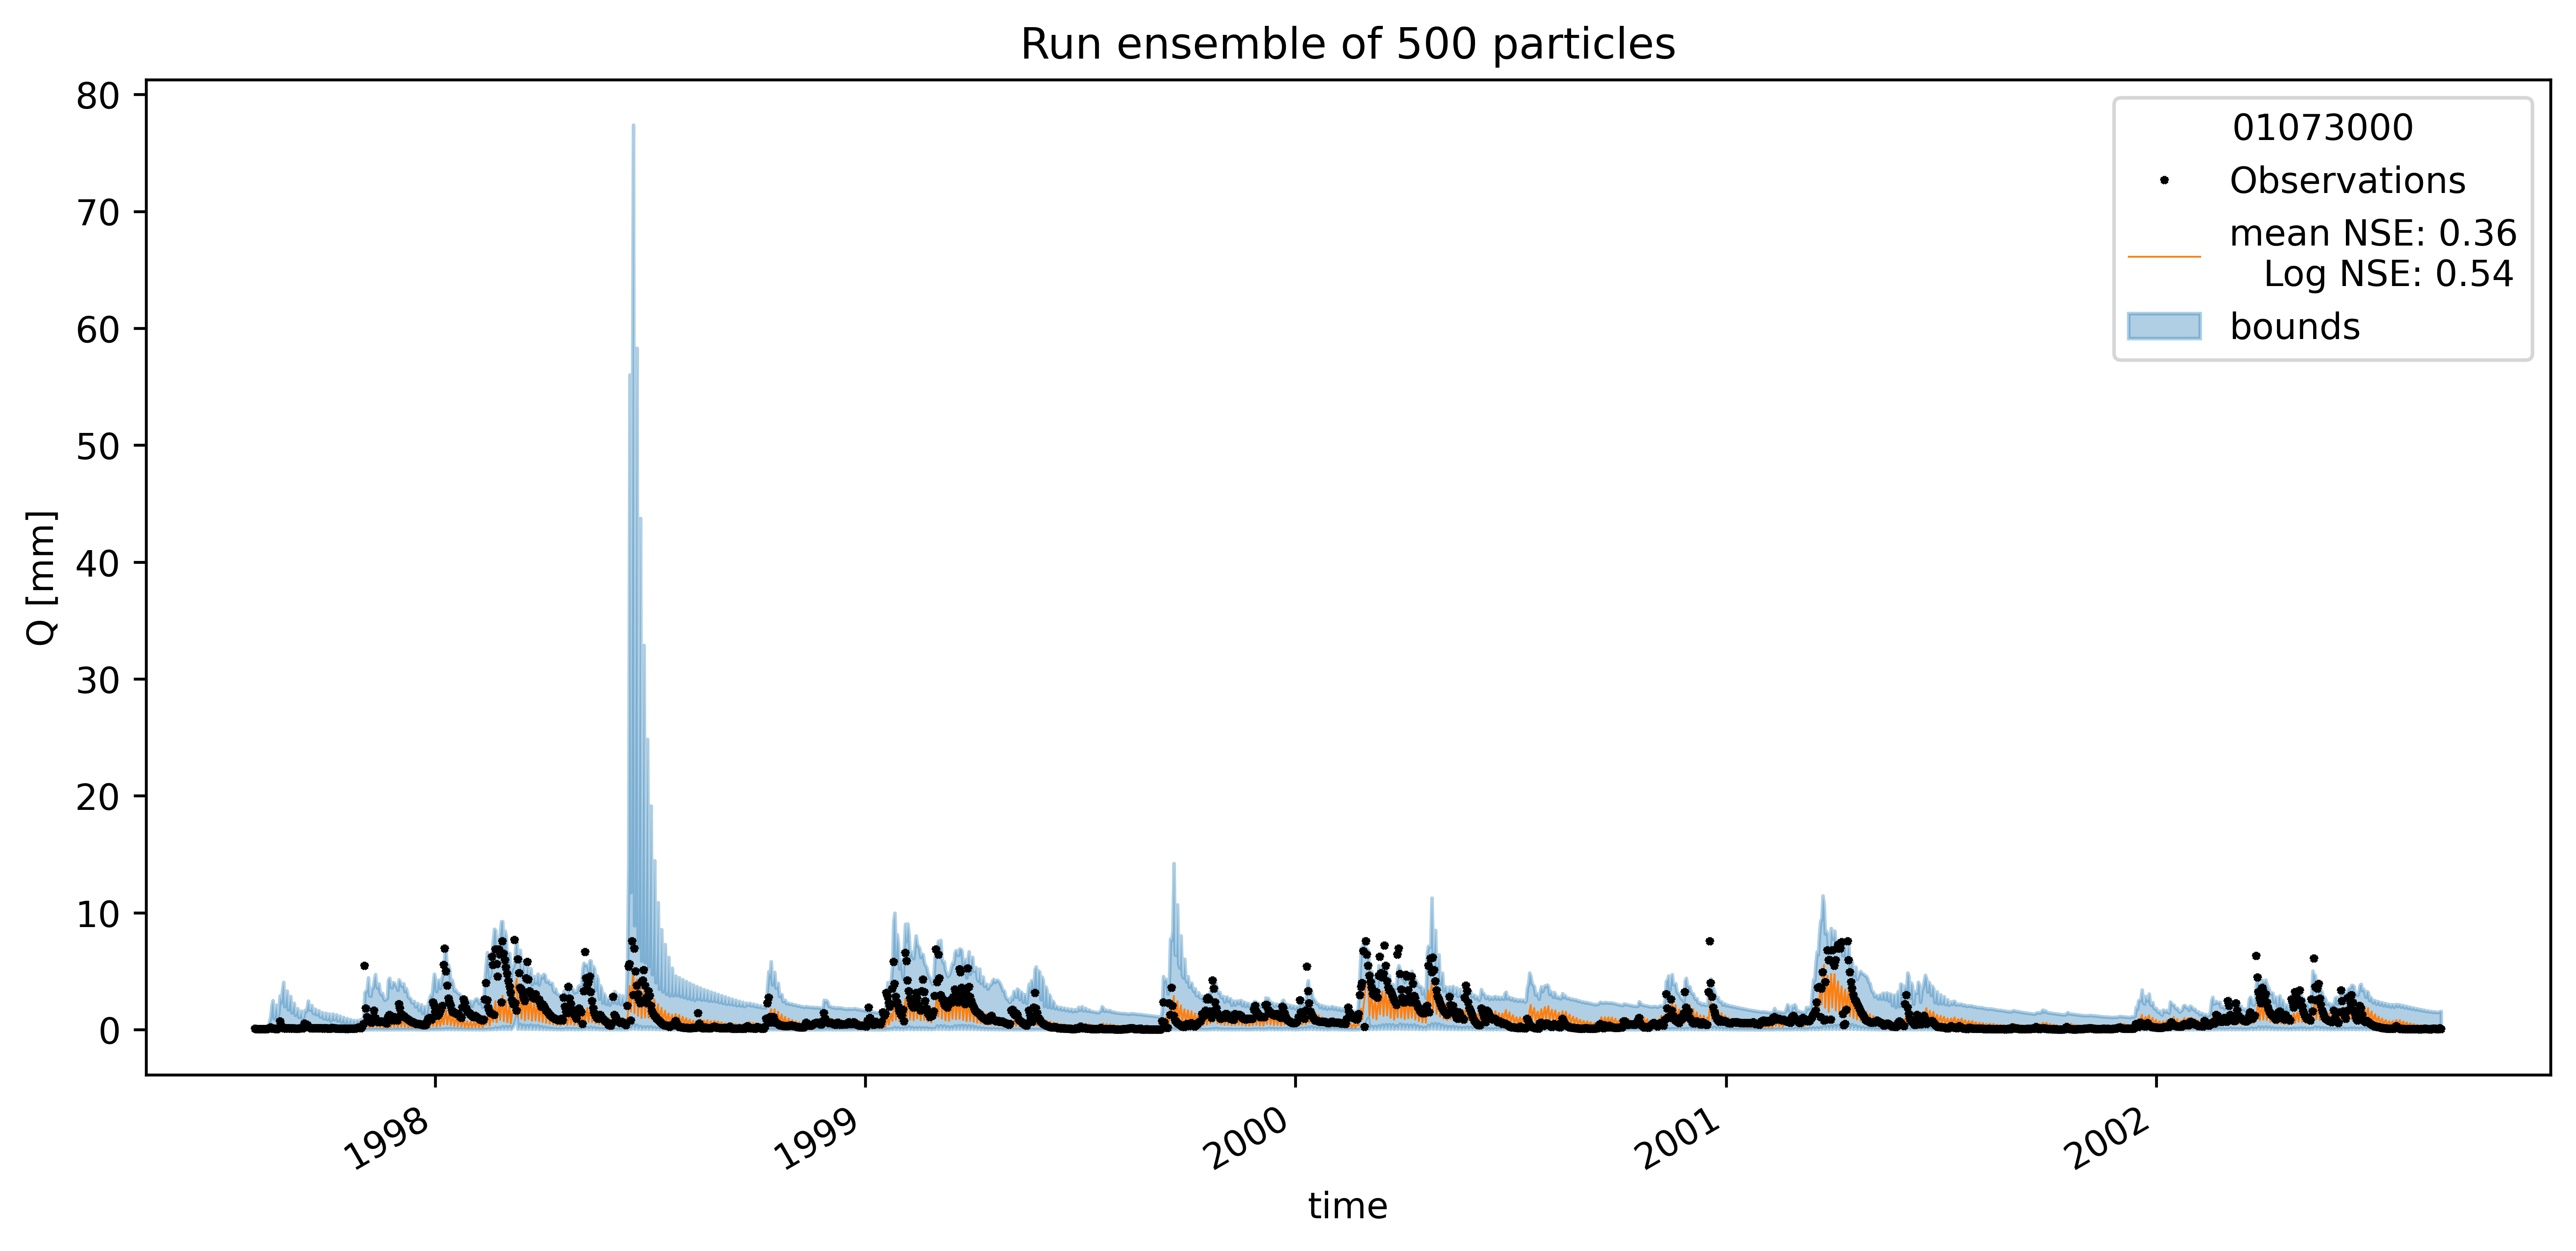 Run ensemble of 500 particles
80
70
60
50
40
30
20
10
0
Q [mm]
01073000
Observations
mean NSE: 0.36
Log NSE: 0.54
bounds
1998
1999
2000
2001
2002
time